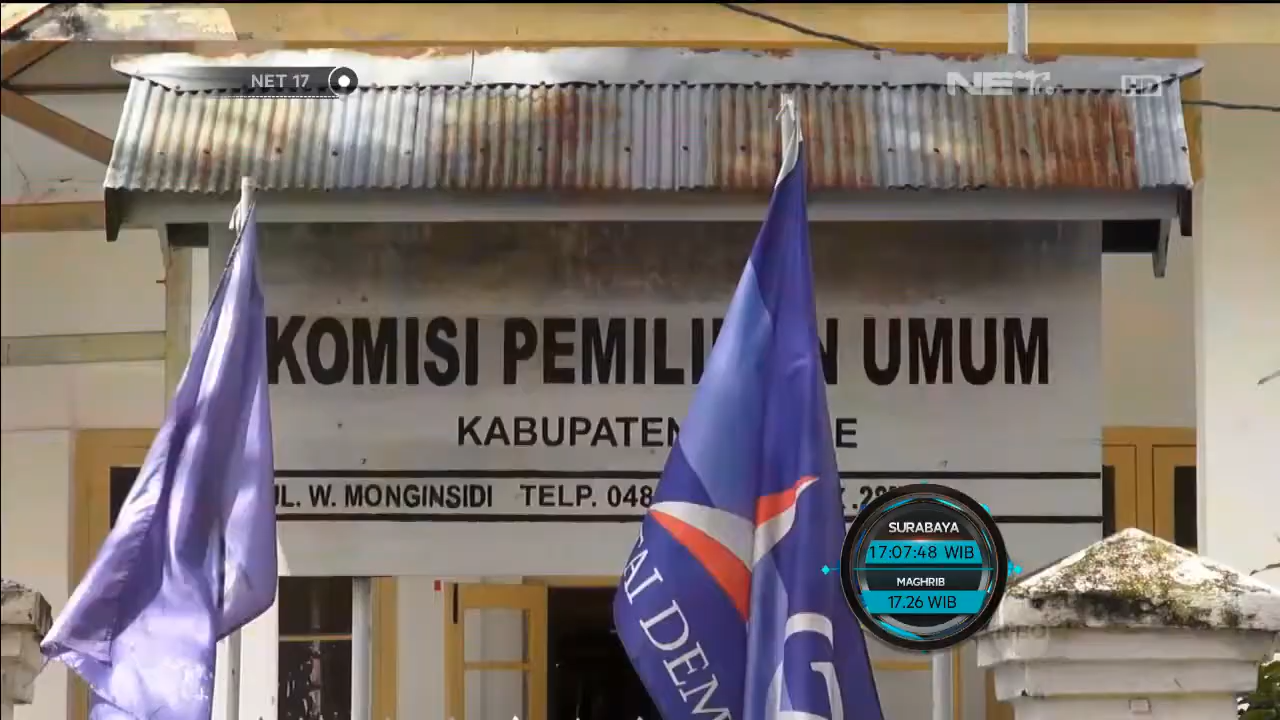 NET 17
NET.
HD
KOMISI PEMILI N UMUM
KABUPATEN E
JL. W. MONGINSIDI TELP. 048
TAI DEM
G
SURABAYA
17:07:48 WIB
MAGHRIB
17.26 WIB